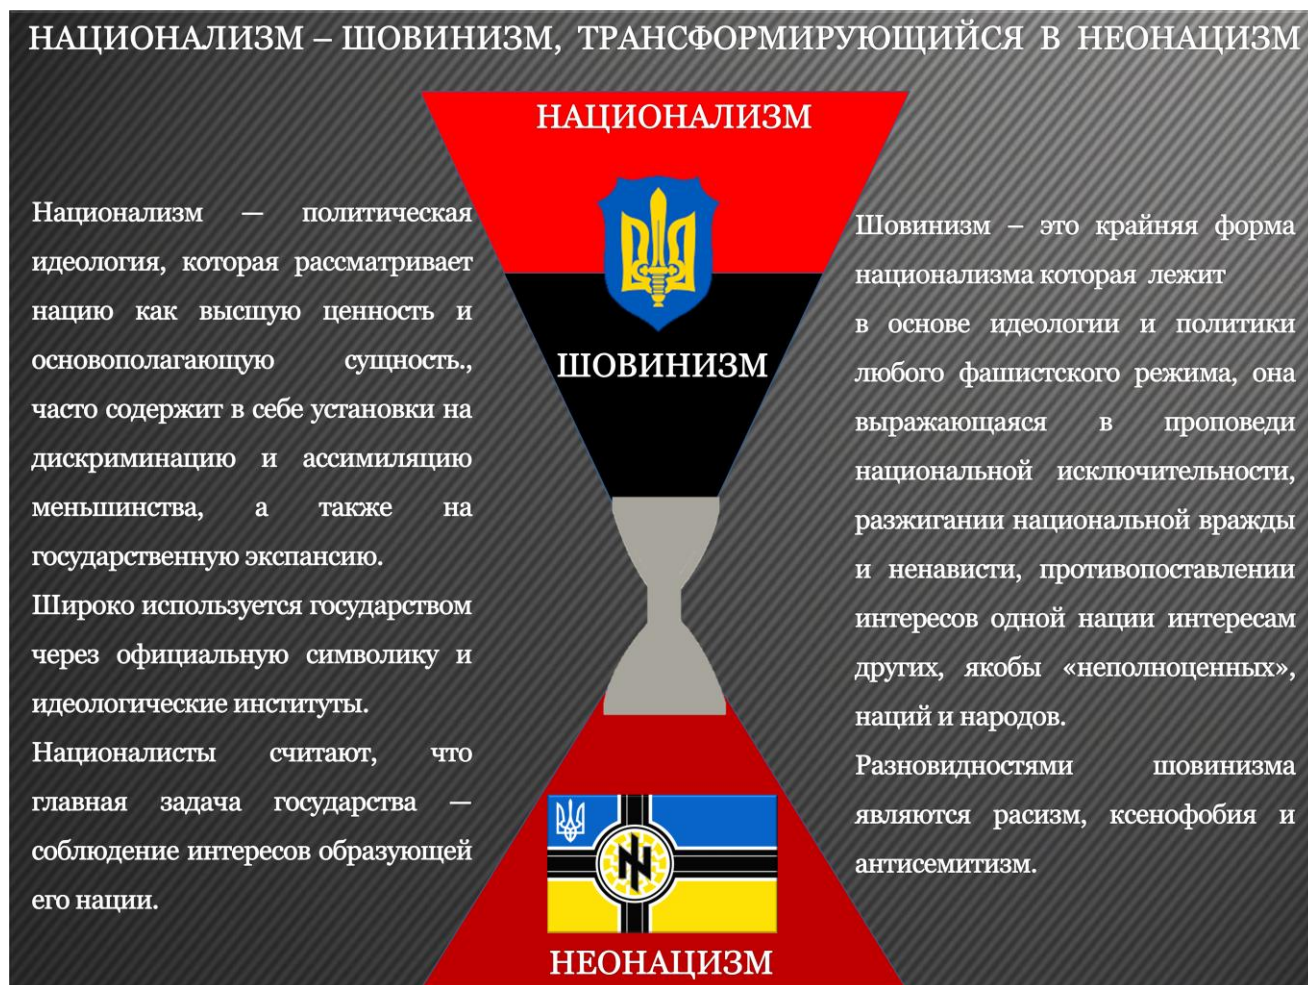 НАЦИОНАЛИЗМ – ШОВИНИЗМ, ТРАНСФОРМИРУЮЩИЙСЯ В НЕОНАЦИЗМ
НАЦИОНАЛИЗМ
ШОВИНИЗМ
НЕОНАЦИЗМ
Национализм — политическая
идеология, которая рассматривает
нацию как высшую ценность и
основополагающую сущность.,
часто содержит в себе установки на
дискриминацию и ассимиляцию
меньшинства, а также на
государственную экспансию.
Широко используется государством
через официальную символику и
идеологические институты.
Националисты считают, что
главная задача государства —
соблюдение интересов образующей
его нации.
Шовинизм – это крайняя форма
национализма которая лежит
в основе идеологии и политики
любого фашистского режима, она
выражающаяся в проповеди
национальной исключительности,
разжигании национальной вражды
и ненависти, противопоставлении
интересов одной нации интересам
других, якобы «неполноценных»,
наций и народов.
Разновидностями шовинизма
являются расизм, ксенофобия и
антисемитизм.